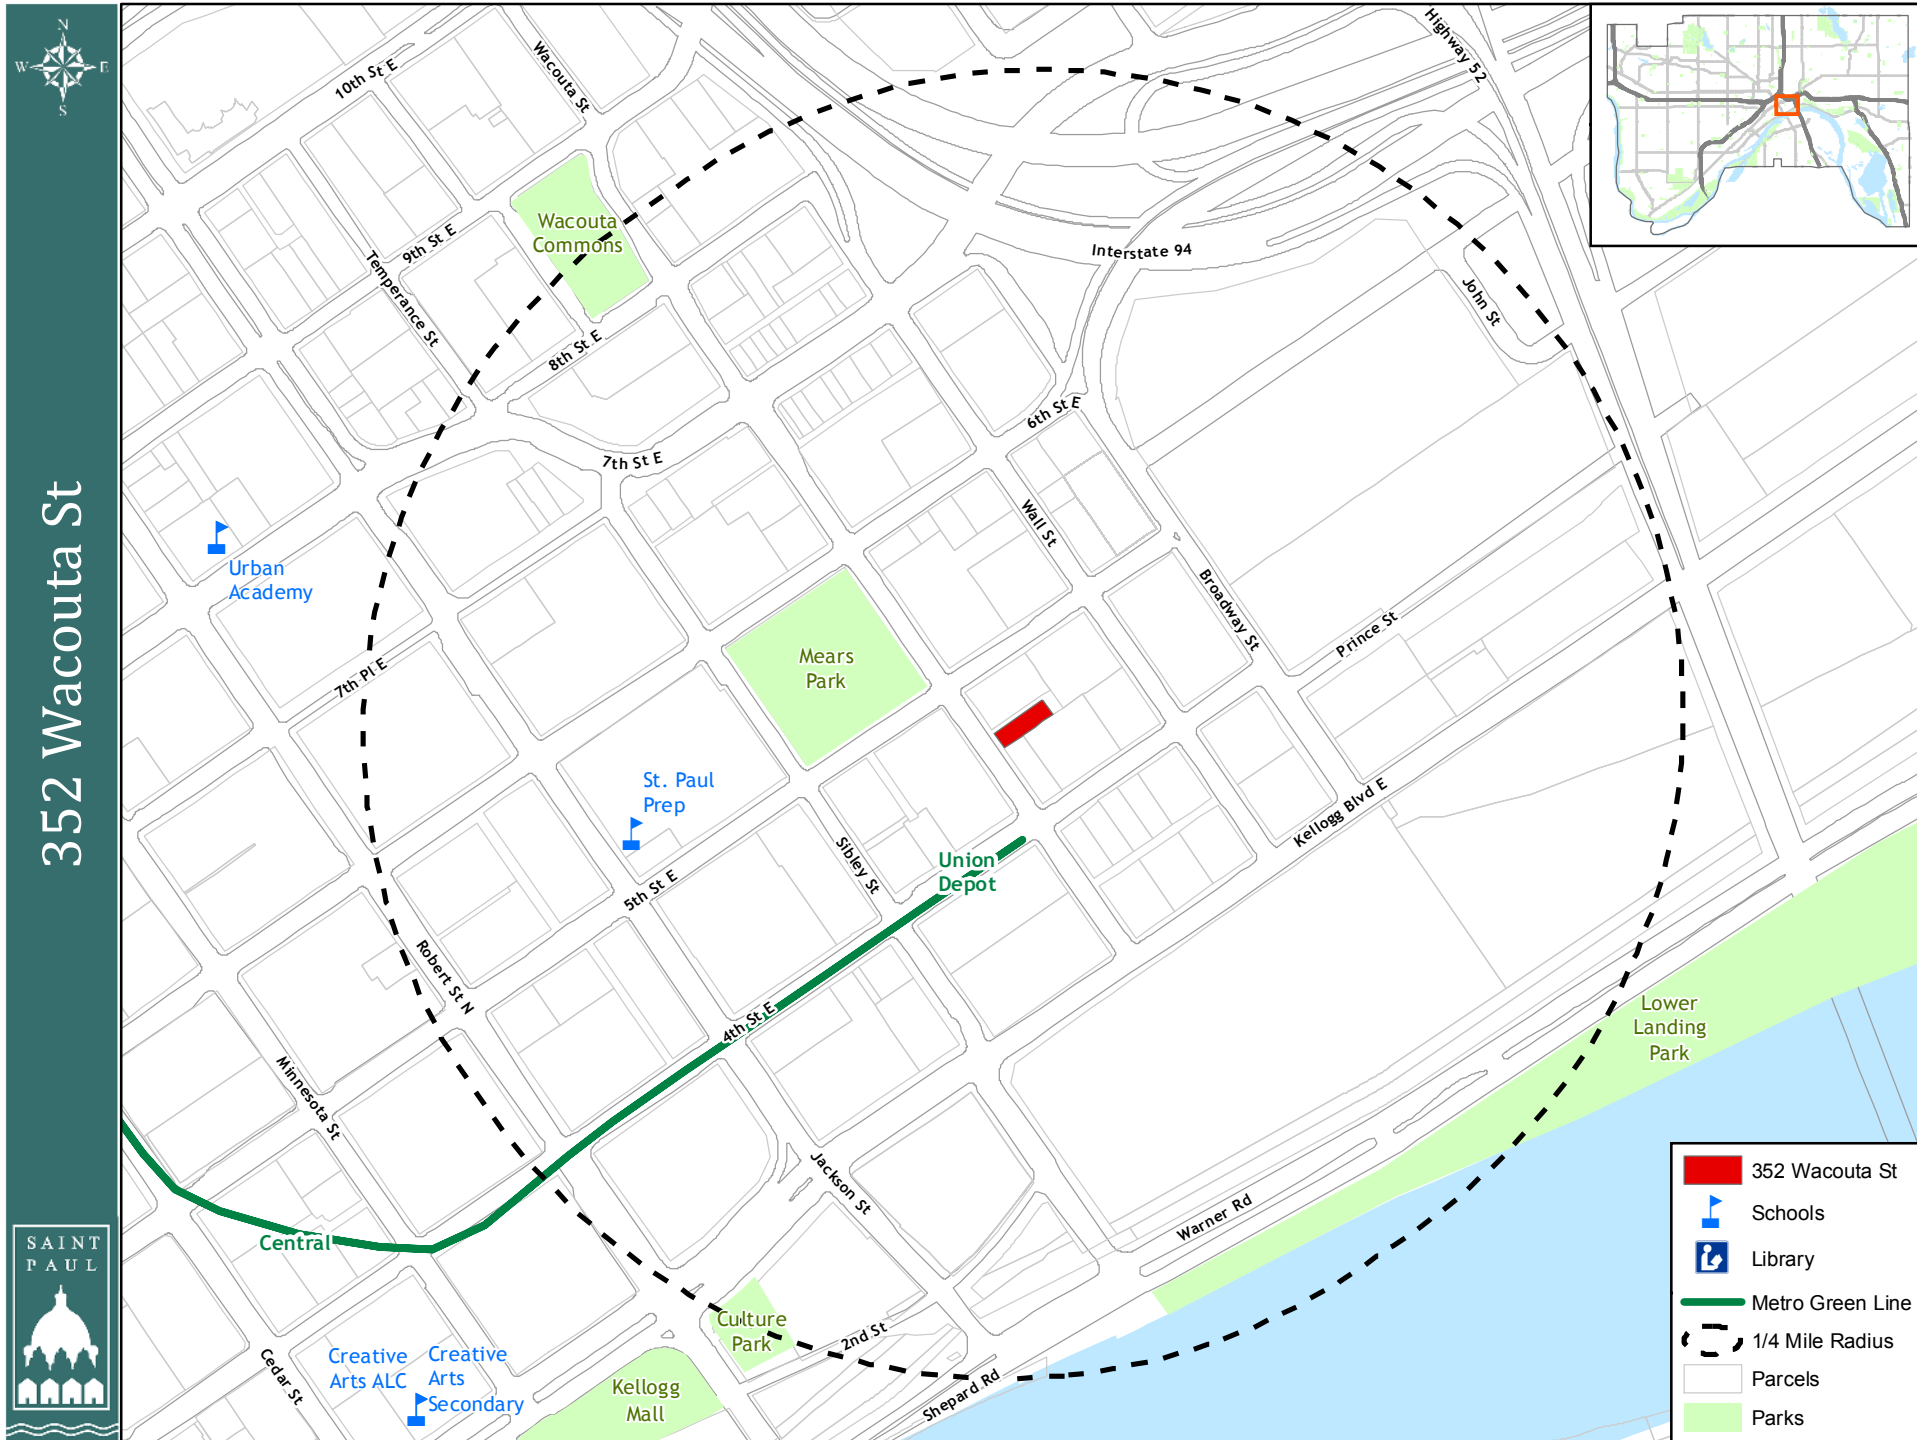 N
W E
S
352 Wacouta St
SAINT
PAUL
10th St E
Wacouta St
Highway 52
Wacouta
Commons
9th St E
Temperance St
Interstate 94
John St
8th St E
6th St E
7th St E
Wall St
Urban
Academy
Broadway St
Prince St
Mears
Park
7th Pl E
St. Paul
Prep
Kellogg Blvd E
Sibley St
Union
Depot
5th St E
Robert St N
4th St E
Lower
Landing
Park
Minnesota St
Jackson St
Warner Rd
Central
Culture
Park
2nd St
Creative
Arts ALC
Creative
Arts
Secondary
Cedar St
Kellogg
Mall
Shepard Rd
352 Wacouta St
Schools
Library
Metro Green Line
1/4 Mile Radius
Parcels
Parks